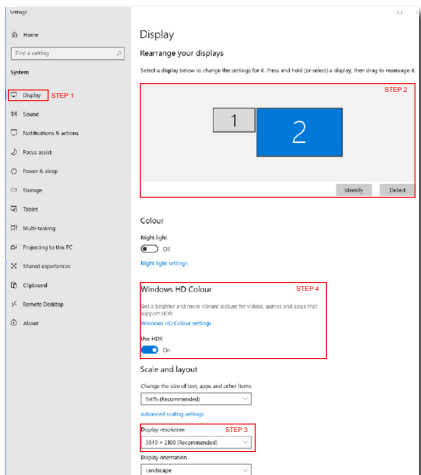 Settings
Home
Find a setting
System
Display STEP 1
Sound
Notifications & actions
Focus assist
Power & sleep
Storage
Tablet
Multi-tasking
Projecting to this PC
Shared experiences
Clipboard
Remote Desktop
About
Display
Rearrange your displays
Select a display below to change the settings for it. Press and hold (or select) a display, then drag to rearrange it.
STEP 2
1
2
Identify Detect
Colour
Night light
Off
Night light settings
Windows HD Colour STEP 4
Get a brighter and more vibrant picture for videos, games and apps that
support HDR
Windows HD Colour settings
Use HDR
On
Scale and layout
Change the size of text, apps and other items
(Recommended)
Advanced scaling settings
Display resolution STEP 3
3840 × 2160 (Recommended)
Display orientation
Landscape